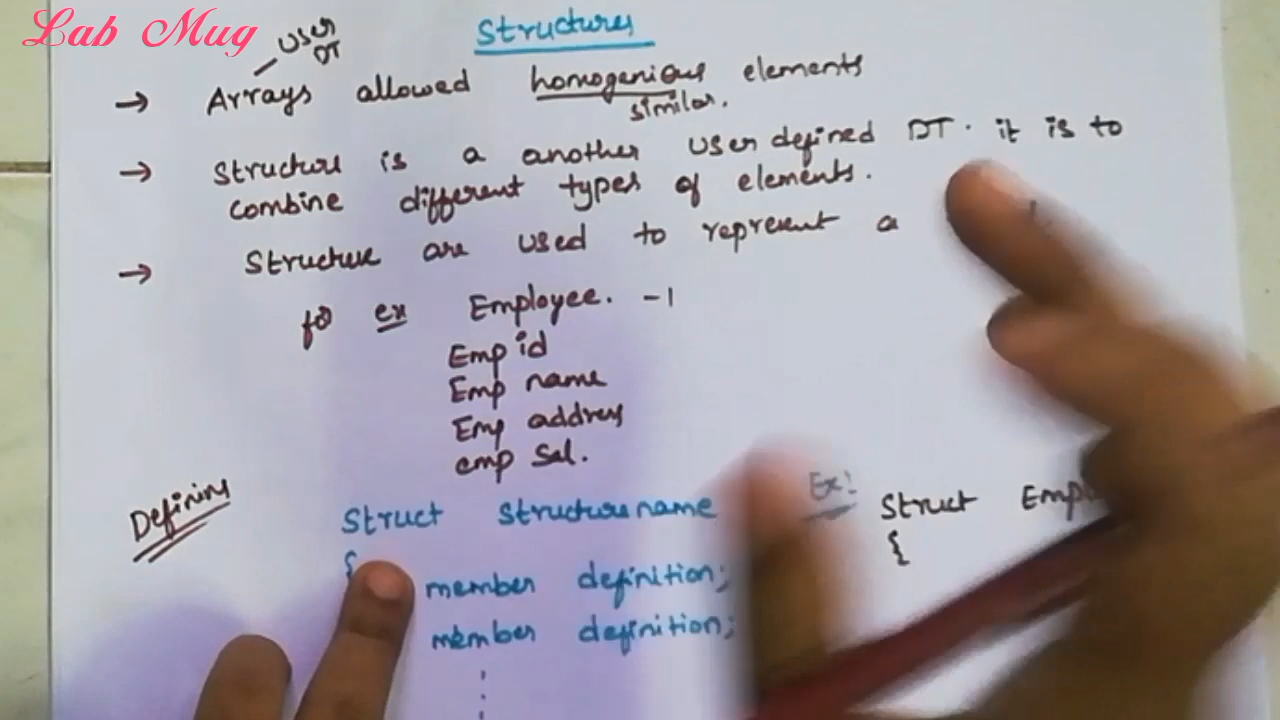 Lab Mug
Structures
User
DT
→ Arrays allowed homogenious elements
similar.
→ Structure is a another user defined DT. it is to
combine different types of elements.
→ Structure are used to represent a
for ex Employee. -1
Emp id
Emp name
Emp address
emp Sal.
Defining
Struct Structurename
{
member definition;
member definition;
Ex:
Struct
{